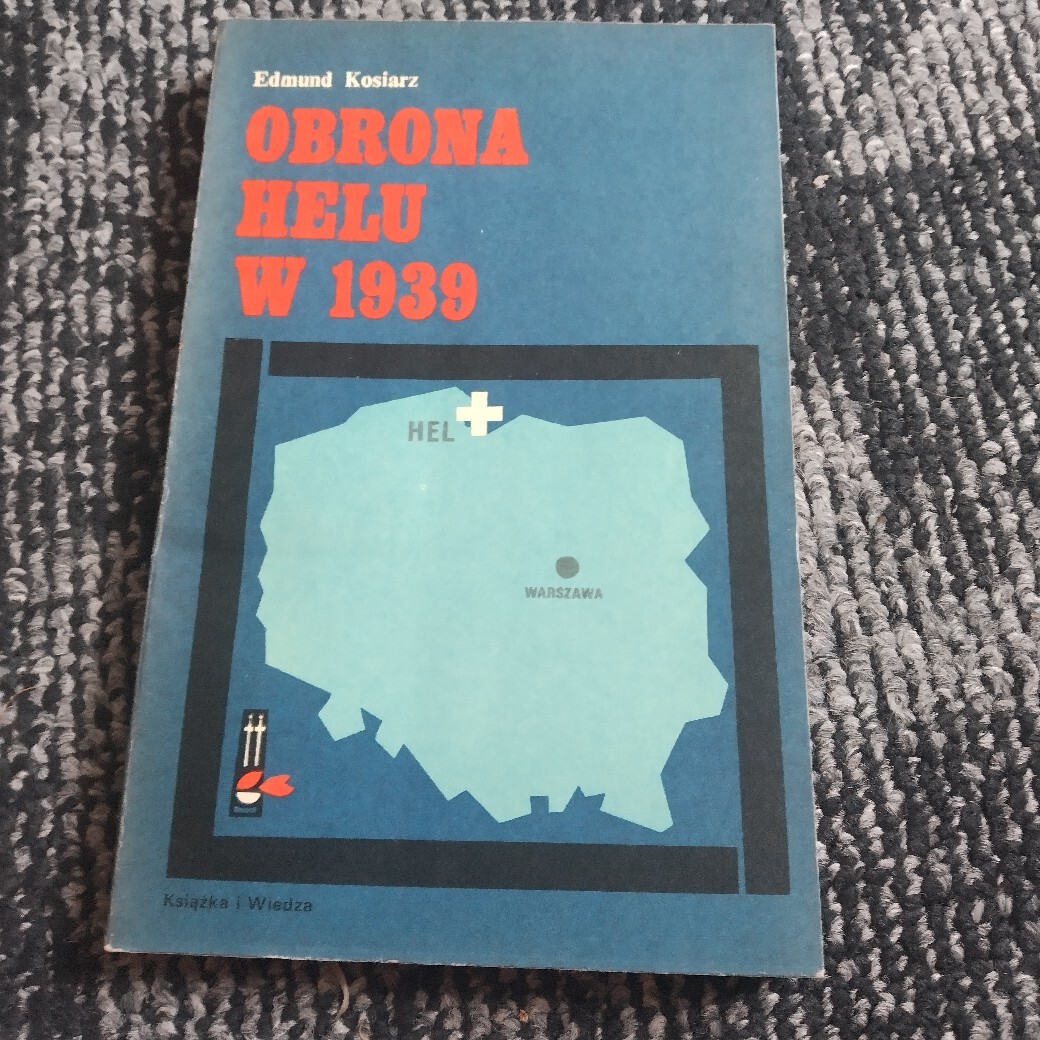 Edmund Kosiarz
OBRONA
HELU
W 1939
HEL
WARSZAWA
Książka i Wiedza